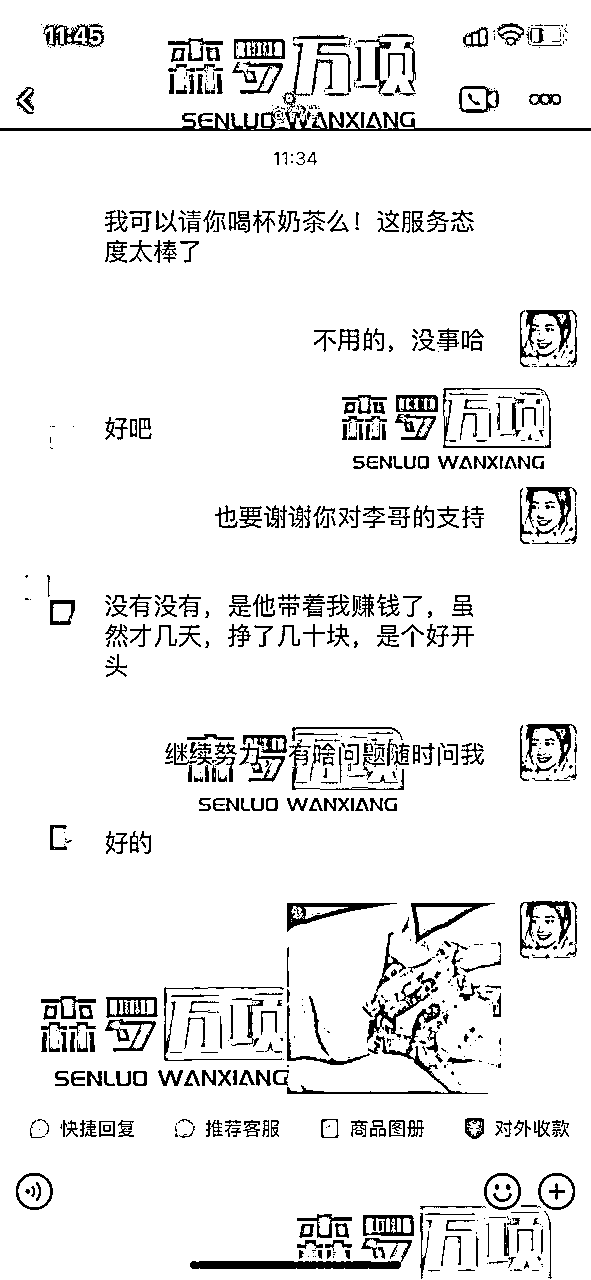 11:45
森罗万项
SENLUO WANXIANG
11:34
我可以请你喝杯奶茶么！这服务态
度太棒了
不用的，没事哈
好吧
森罗万项
SENLUO WANXIANG
也要谢谢你对李哥的支持
没有没有，是他带着我赚钱了，虽
然才几天，挣了几十块，是个好开
头
继续努力，有啥问题随时问我
森罗万项
SENLUO WANXIANG
好的
森罗万项
SENLUO WANXIANG
快捷回复
推荐客服
商品图册
对外收款
森罗万项